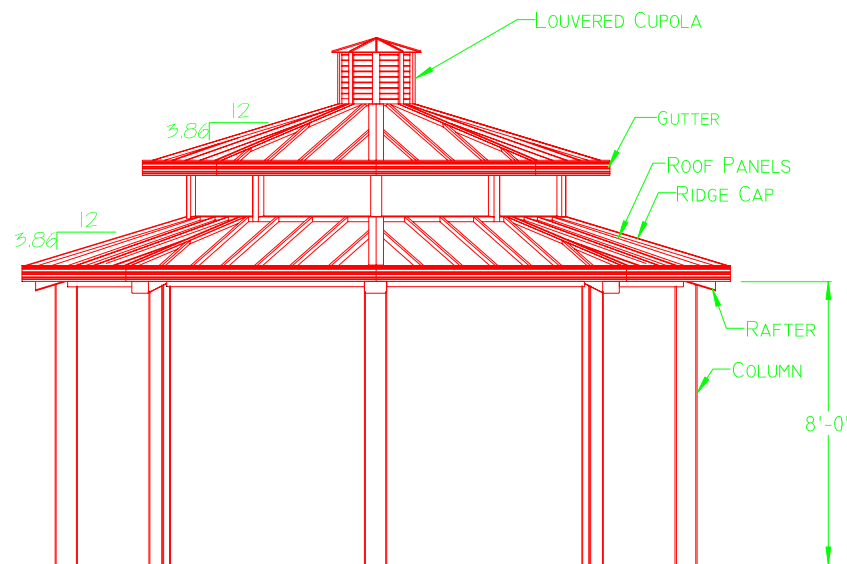 LOUVERED CUPOLA
12
3.86
GUTTER
ROOF PANELS
RIDGE CAP
12
3.86
RAFTER
COLUMN
8'-0'